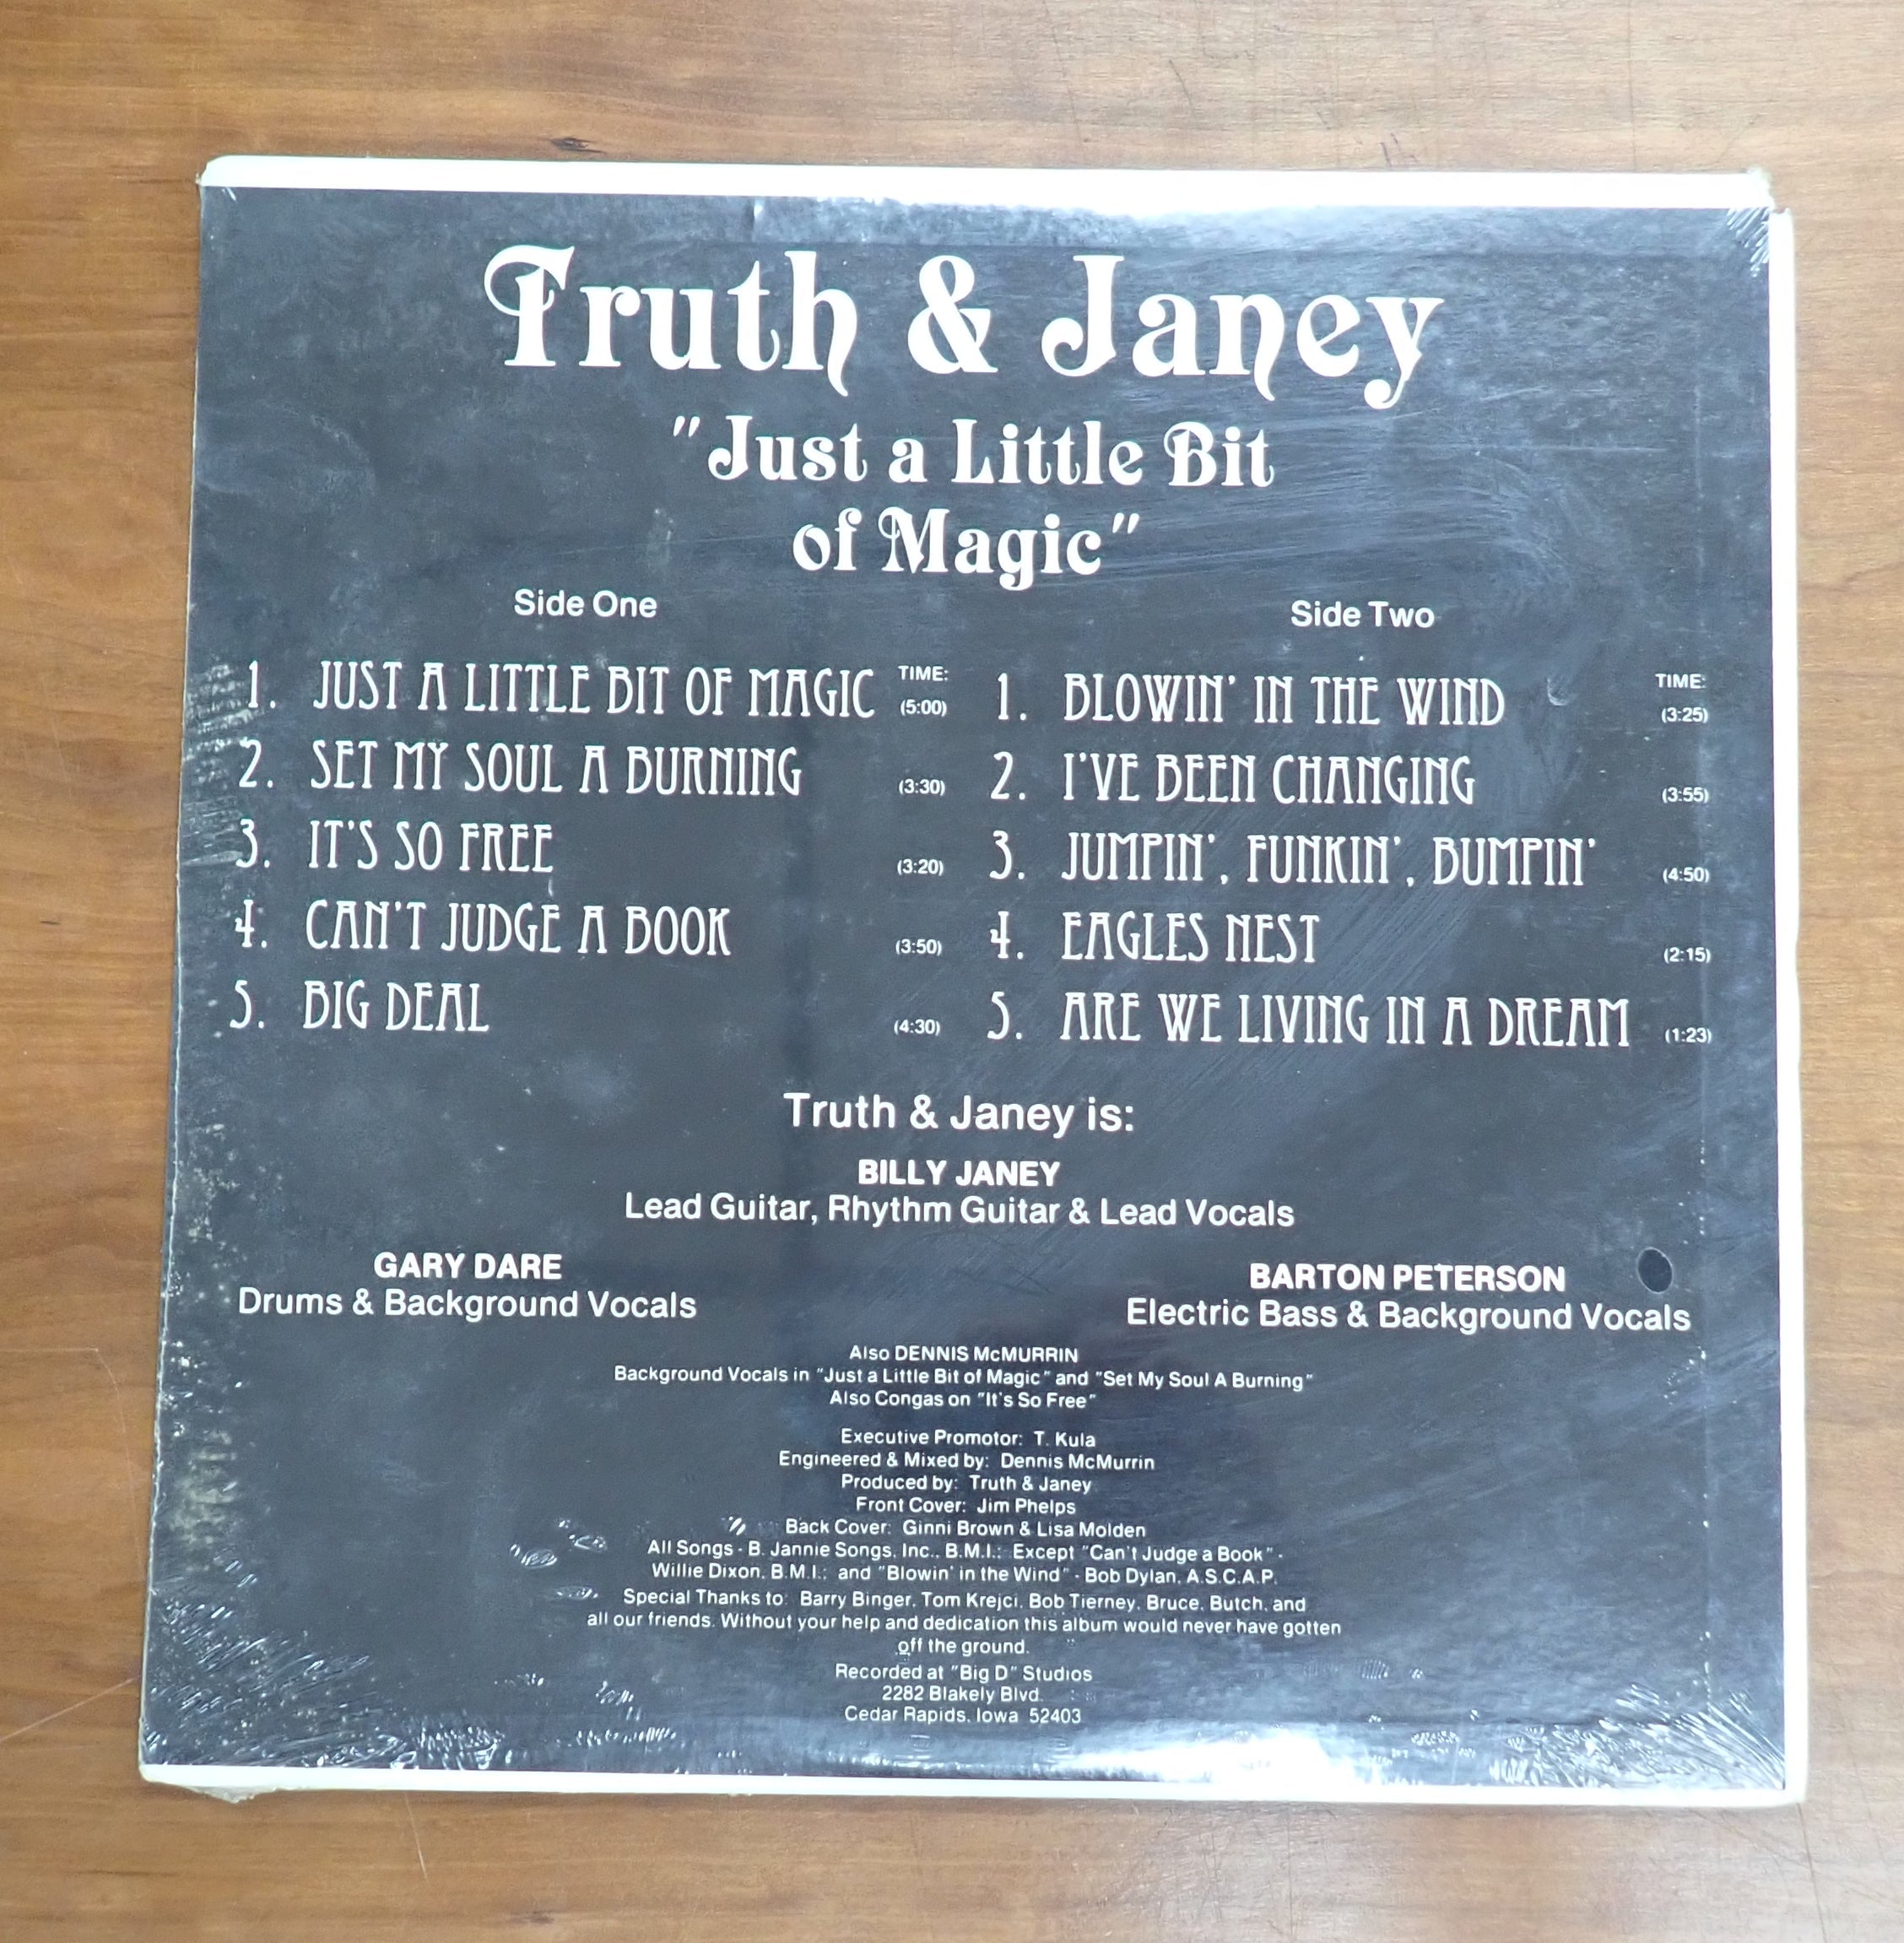 Truth & Janey
"Just a Little Bit
of Magic"
Side One
TIME:
1. JUST A LITTLE BIT OF MAGIC (5:00)
2. SET MY SOUL A BURNING (3:30)
3. IT'S SO FREE (3:20)
4. CAN'T JUDGE A BOOK (3:50)
5. BIG DEAL (4:30)
Side Two
TIME:
1. BLOWIN' IN THE WIND (3:25)
2. I'VE BEEN CHANGING (3:55)
3. JUMPIN', FUNKIN', BUMPIN' (4:50)
4. EAGLES NEST (2:15)
5. ARE WE LIVING IN A DREAM (1:23)
Truth & Janey is:
BILLY JANEY
Lead Guitar, Rhythm Guitar & Lead Vocals
GARY DARE
Drums & Background Vocals
BARTON PETERSON
Electric Bass & Background Vocals
Also DENNIS McMURRIN
Background Vocals in "Just a Little Bit of Magic" and "Set My Soul A Burning"
Also Congas on "It's So Free"
Executive Promotor: T. Kula
Engineered & Mixed by: Dennis McMurrin
Produced by: Truth & Janey
Front Cover: Jim Phelps
Back Cover: Ginni Brown & Lisa Molden
All Songs - B. Jannie Songs, Inc., B.M.I.; Except "Can't Judge a Book" -
Willie Dixon, B.M.I.; and "Blowin' in the Wind" - Bob Dylan, A.S.C.A.P.
Special Thanks to: Barry Binger, Tom Krejci, Bob Tierney, Bruce, Butch, and
all our friends. Without your help and dedication this album would never have gotten
off the ground.
Recorded at "Big D" Studios
2282 Blakely Blvd.
Cedar Rapids, Iowa 52403